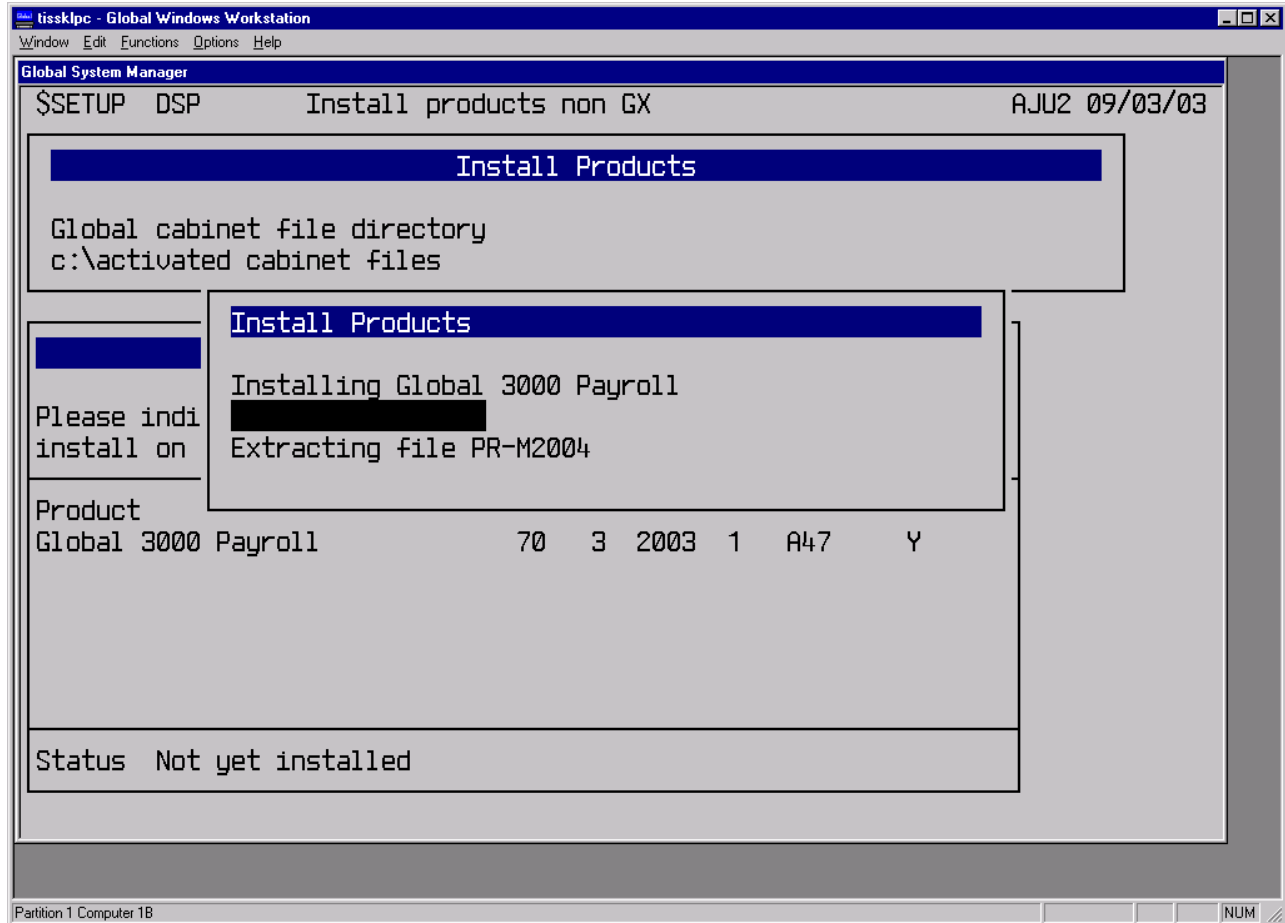 tissklpc - Global Windows Workstation
Window Edit Functions Options Help
Global System Manager
$SETUP DSP Install products non GX AJU2 09/03/03
Install Products
Global cabinet file directory
c:\activated cabinet files
Install Products
Installing Global 3000 Payroll
Extracting file PR-M2004
Please indi
install on
Product
Global 3000 Payroll 70 3 2003 1 A47 Y
Status Not yet installed
Partition 1 Computer 1B NUM